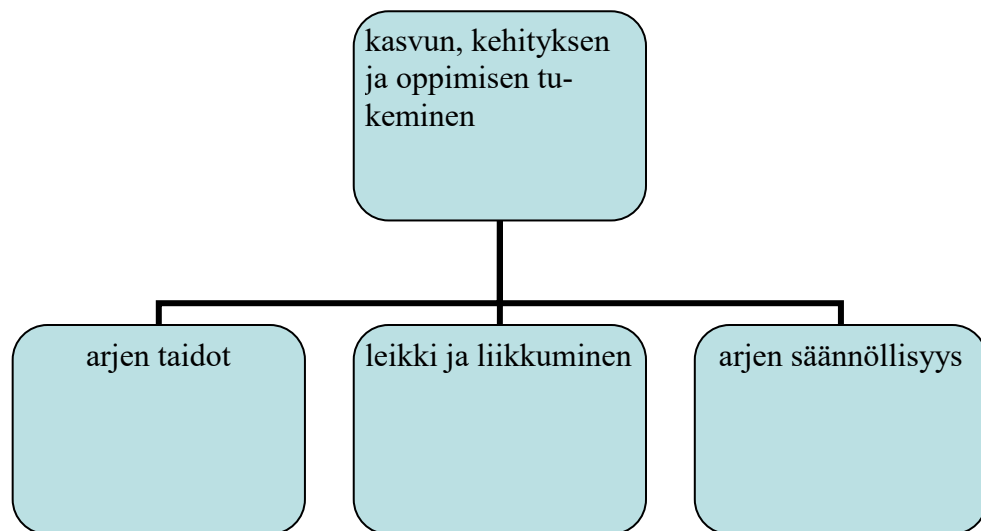 kasvun, kehityksen
ja oppimisen tu-
keminen
arjen taidot
leikki ja liikkuminen
arjen säännöllisyys